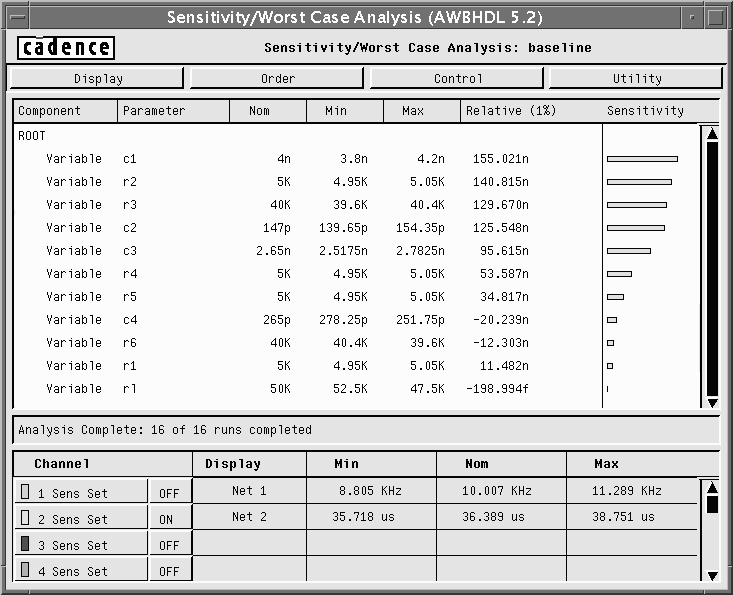 Sensitivity/Worst Case Analysis (AWBHDL 5.2)
cādence
Sensitivity/Worst Case Analysis: baseline
Display Order Control Utility
Component Parameter Nom Min Max Relative (1%) Sensitivity
ROOT
Variable c1 4n 3.8n 4.2n 155.021n
Variable r2 5K 4.95K 5.05K 140.815n
Variable r3 40K 39.6K 40.4K 129.670n
Variable c2 147p 139.65p 154.35p 125.548n
Variable c3 2.65n 2.5175n 2.7825n 95.615n
Variable r4 5K 4.95K 5.05K 53.587n
Variable r5 5K 4.95K 5.05K 34.817n
Variable c4 265p 278.25p 251.75p -20.239n
Variable r6 40K 40.4K 39.6K -12.303n
Variable r1 5K 4.95K 5.05K 11.482n
Variable rl 50K 52.5K 47.5K -198.994f
Analysis Complete: 16 of 16 runs completed
Channel Display Min Nom Max
1 Sens Set OFF Net 1 8.805 KHz 10.007 KHz 11.289 KHz
2 Sens Set ON Net 2 35.718 us 36.389 us 38.751 us
3 Sens Set OFF
4 Sens Set OFF